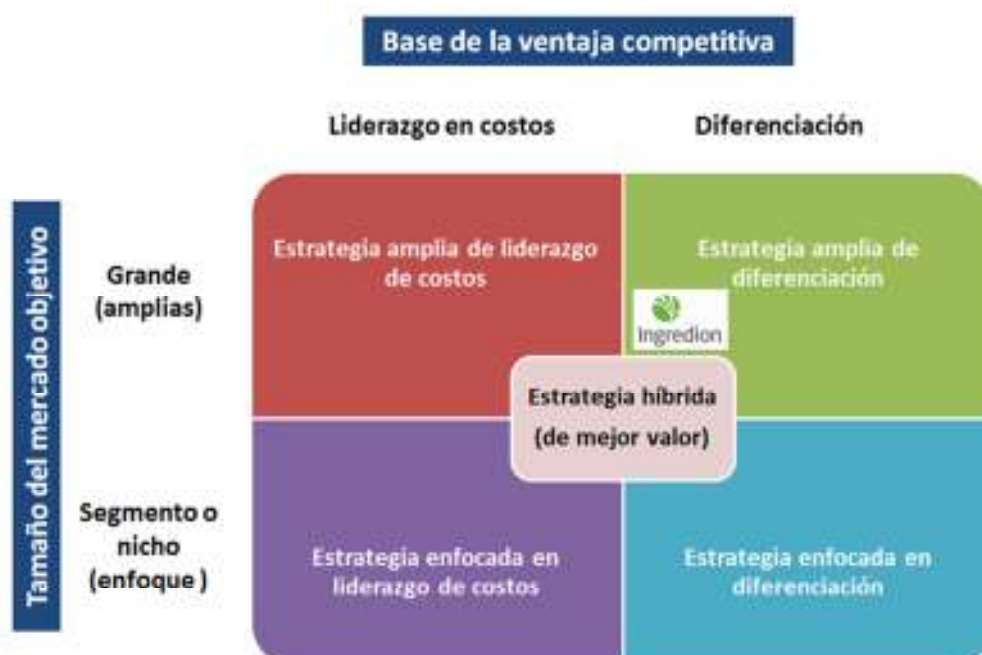 Base de la ventaja competitiva
Liderazgo en costos
Diferenciación
Tamaño del mercado objetivo
Grande
(amplias)
Estrategia amplia de liderazgo
de costos
Estrategia amplia de
diferenciación
Ingredion
Estrategia híbrida
(de mejor valor)
Segmento o
nicho
(enfoque )
Estrategia enfocada en
liderazgo de costos
Estrategia enfocada en
diferenciación